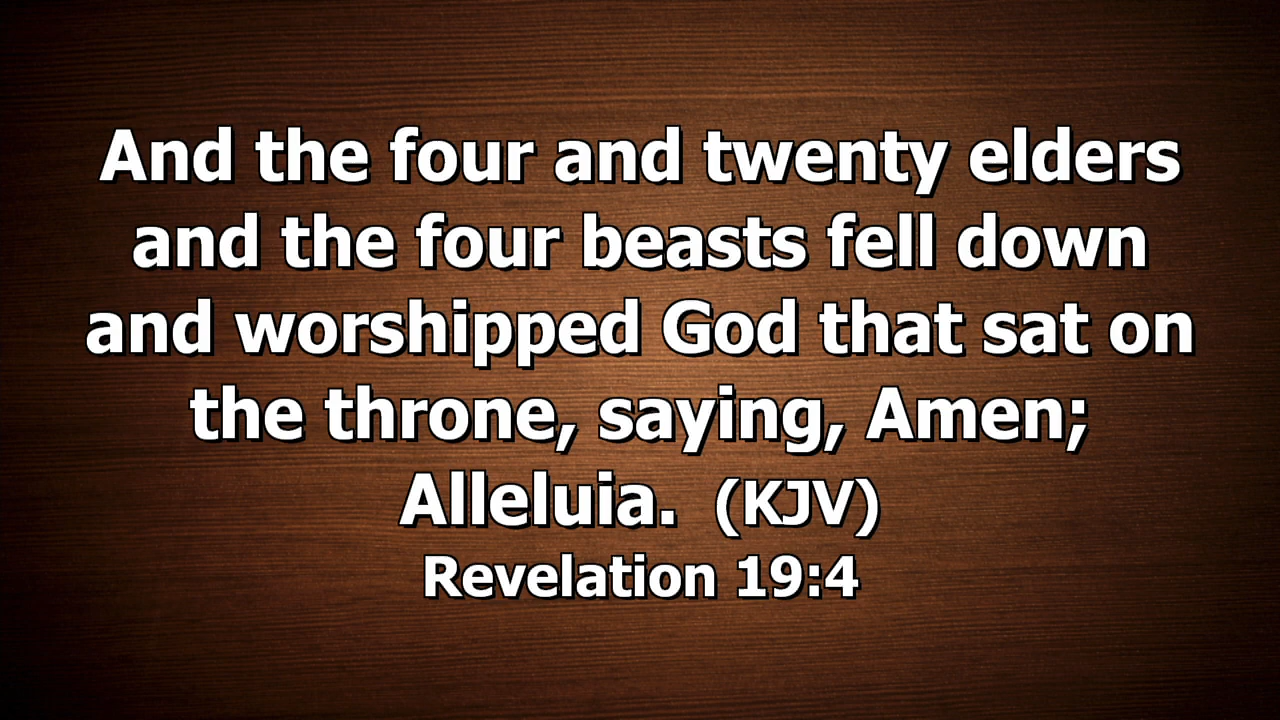 And the four and twenty elders
and the four beasts fell down
and worshipped God that sat on
the throne, saying, Amen;
Alleluia.  (KJV)
Revelation 19:4